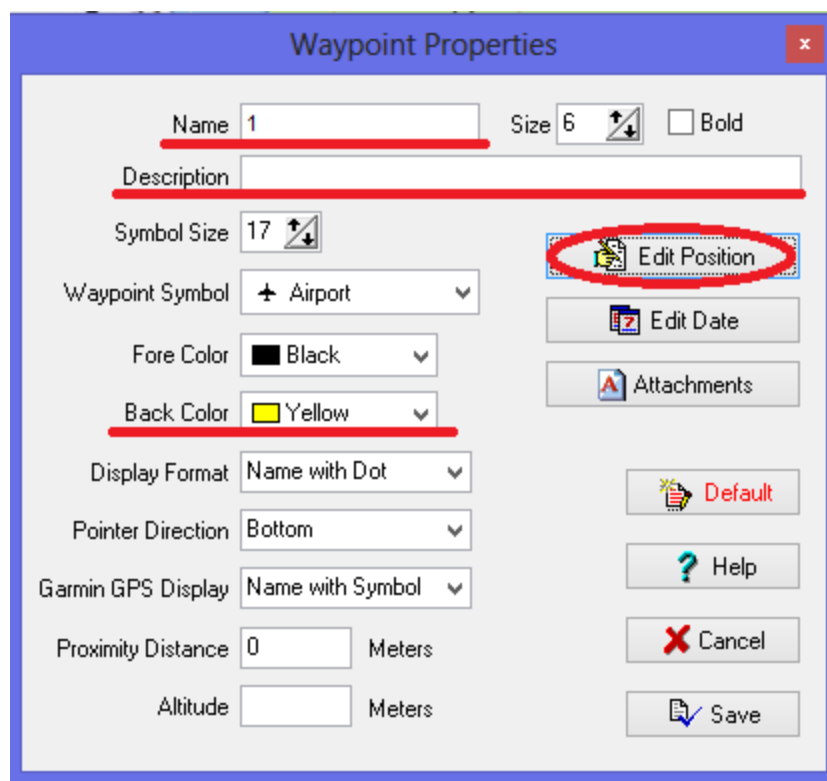 Waypoint Properties
x
Name 1 Size 6 Bold
Description
Symbol Size 17
Edit Position
Waypoint Symbol Airport
Edit Date
Fore Color Black
Attachments
Back Color Yellow
Display Format Name with Dot
Default
Pointer Direction Bottom
Help
Garmin GPS Display Name with Symbol
Proximity Distance 0 Meters
Cancel
Altitude Meters
Save